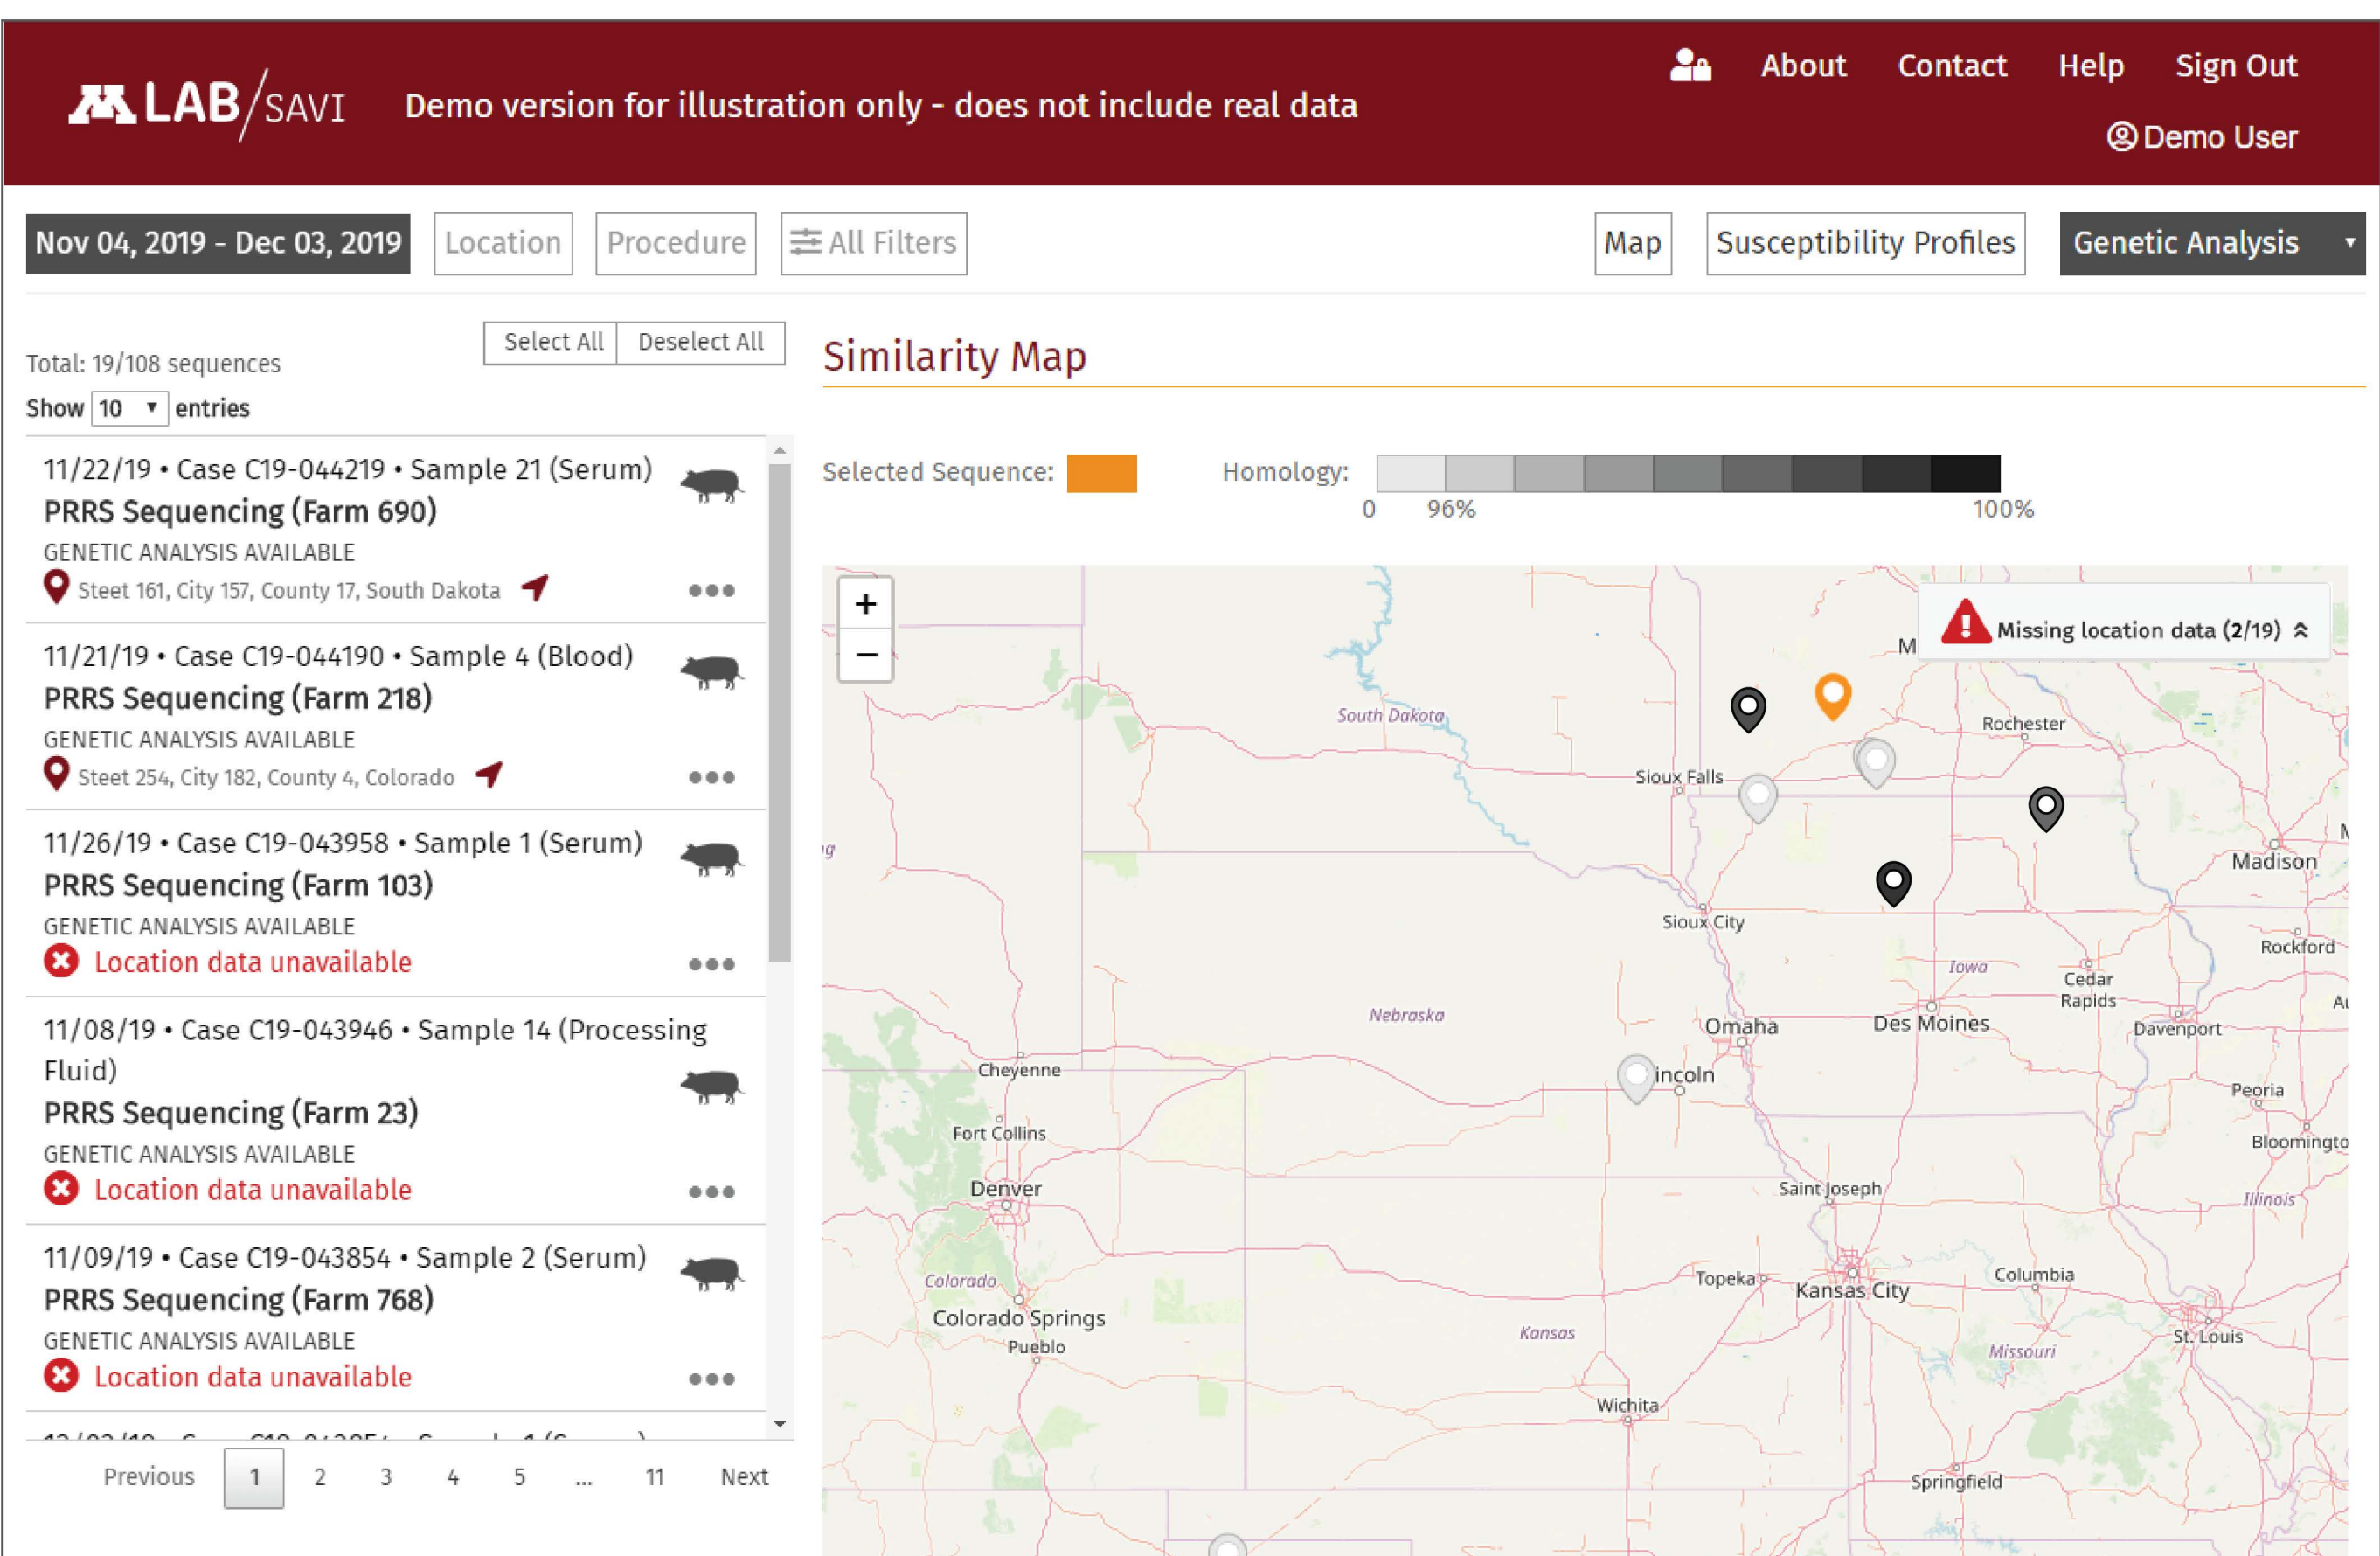 About Contact Help Sign Out
M LAB/SAVI Demo version for illustration only - does not include real data
Demo User
Nov 04, 2019 - Dec 03, 2019 Location Procedure All Filters Map Susceptibility Profiles Genetic Analysis
Select All Deselect All
Total: 19/108 sequences
Show 10 entries
11/22/19 • Case C19-044219 • Sample 21 (Serum)
PRRS Sequencing (Farm 690)
GENETIC ANALYSIS AVAILABLE
Steet 161, City 157, County 17, South Dakota
11/21/19 • Case C19-044190 • Sample 4 (Blood)
PRRS Sequencing (Farm 218)
GENETIC ANALYSIS AVAILABLE
Steet 254, City 182, County 4, Colorado
11/26/19 • Case C19-043958 • Sample 1 (Serum)
PRRS Sequencing (Farm 103)
GENETIC ANALYSIS AVAILABLE
Location data unavailable
11/08/19 • Case C19-043946 • Sample 14 (Processing
Fluid)
PRRS Sequencing (Farm 23)
GENETIC ANALYSIS AVAILABLE
Location data unavailable
11/09/19 • Case C19-043854 • Sample 2 (Serum)
PRRS Sequencing (Farm 768)
GENETIC ANALYSIS AVAILABLE
Location data unavailable
Previous 1 2 3 4 5 ... 11 Next
Similarity Map
Selected Sequence: Homology:
0 96% 100%
+
−
Missing location data (2/19)
M
South Dakota
Rochester
Sioux Falls
g
Madison
Sioux City
Rockford
Iowa
Cedar
Rapids
Nebraska
Omaha
Des Moines
Davenport
Cheyenne
incoln
Peoria
Fort Collins
Bloomingto
Denver
Saint Joseph
Illinois
Colorado
Topeka
Kansas City
Columbia
Colorado Springs
Kansas
St. Louis
Pueblo
Missouri
Wichita
Springfield